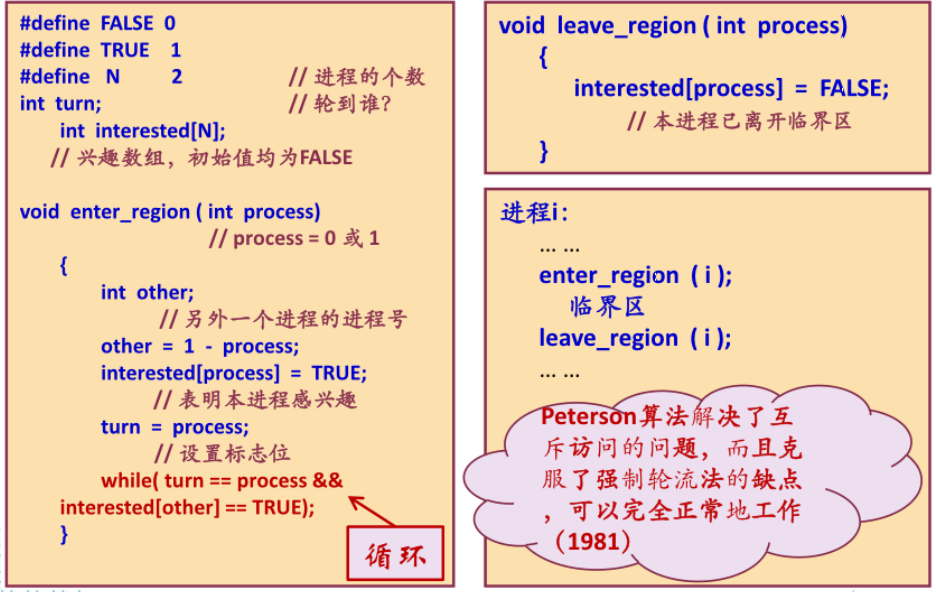 #define FALSE 0
#define TRUE 1
#define N 2 // 进程的个数
int turn; // 轮到谁?
int interested[N];
// 兴趣数组，初始值均为FALSE
void enter_region ( int process)
// process = 0 或 1
{
int other;
// 另外一个进程的进程号
other = 1 - process;
interested[process] = TRUE;
// 表明本进程感兴趣
turn = process;
// 设置标志位
while( turn == process &&
interested[other] == TRUE);
}
循环
void leave_region ( int process)
{
interested[process] = FALSE;
// 本进程已离开临界区
}
进程i:
... ...
enter_region ( i );
临界区
leave_region ( i );
... ...
Peterson算法解决了互
斥访问的问题，而且克
服了强制轮流法的缺点
，可以完全正常地工作
（1981）